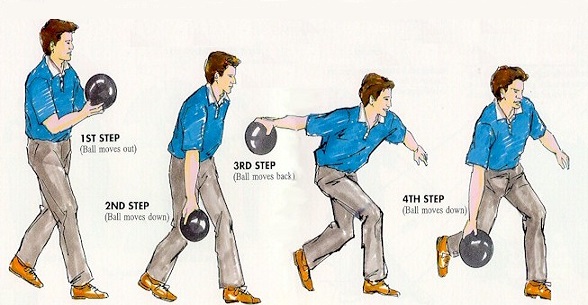 1ST STEP
(Ball moves out)
2ND STEP
(Ball moves down)
3RD STEP
(Ball moves back)
4TH STEP
(Ball moves down)